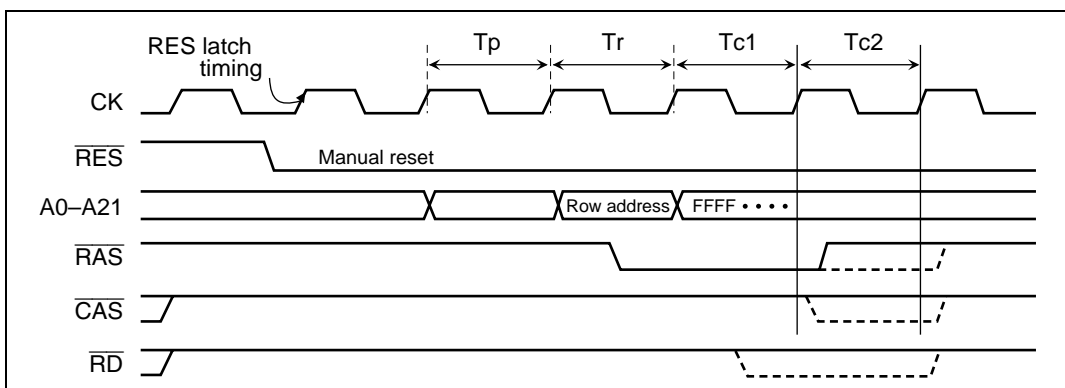 RES latch
timing
Tp Tr Tc1 Tc2
CK
RES
Manual reset
A0–A21
Row address
FFFF • • • •
RAS
CAS
RD